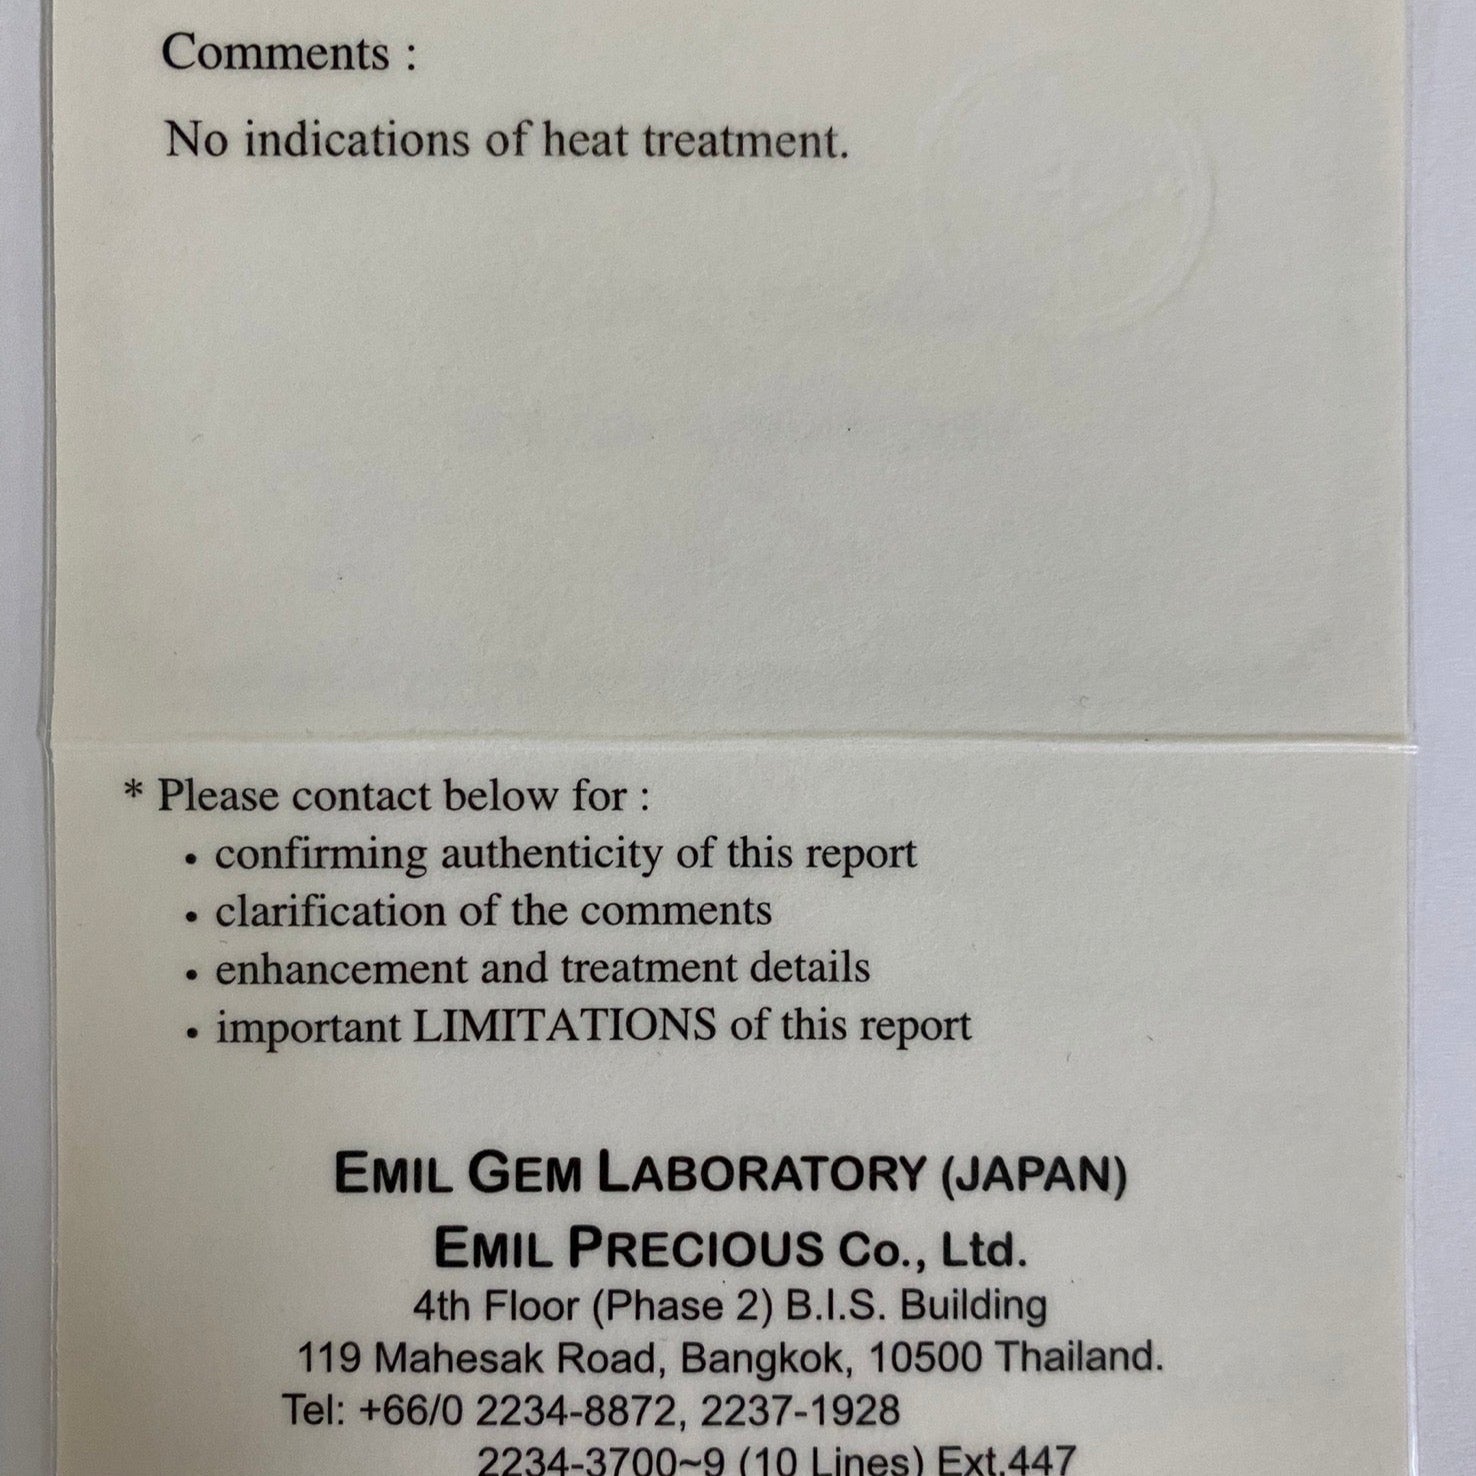 Comments :
No indications of heat treatment.
* Please contact below for :
• confirming authenticity of this report
• clarification of the comments
• enhancement and treatment details
• important LIMITATIONS of this report
EMIL GEM LABORATORY (JAPAN)
EMIL PRECIOUS Co., Ltd.
4th Floor (Phase 2) B.I.S. Building
119 Mahesak Road, Bangkok, 10500 Thailand.
Tel: +66/0 2234-8872, 2237-1928
2234-3700~9 (10 Lines) Ext.447